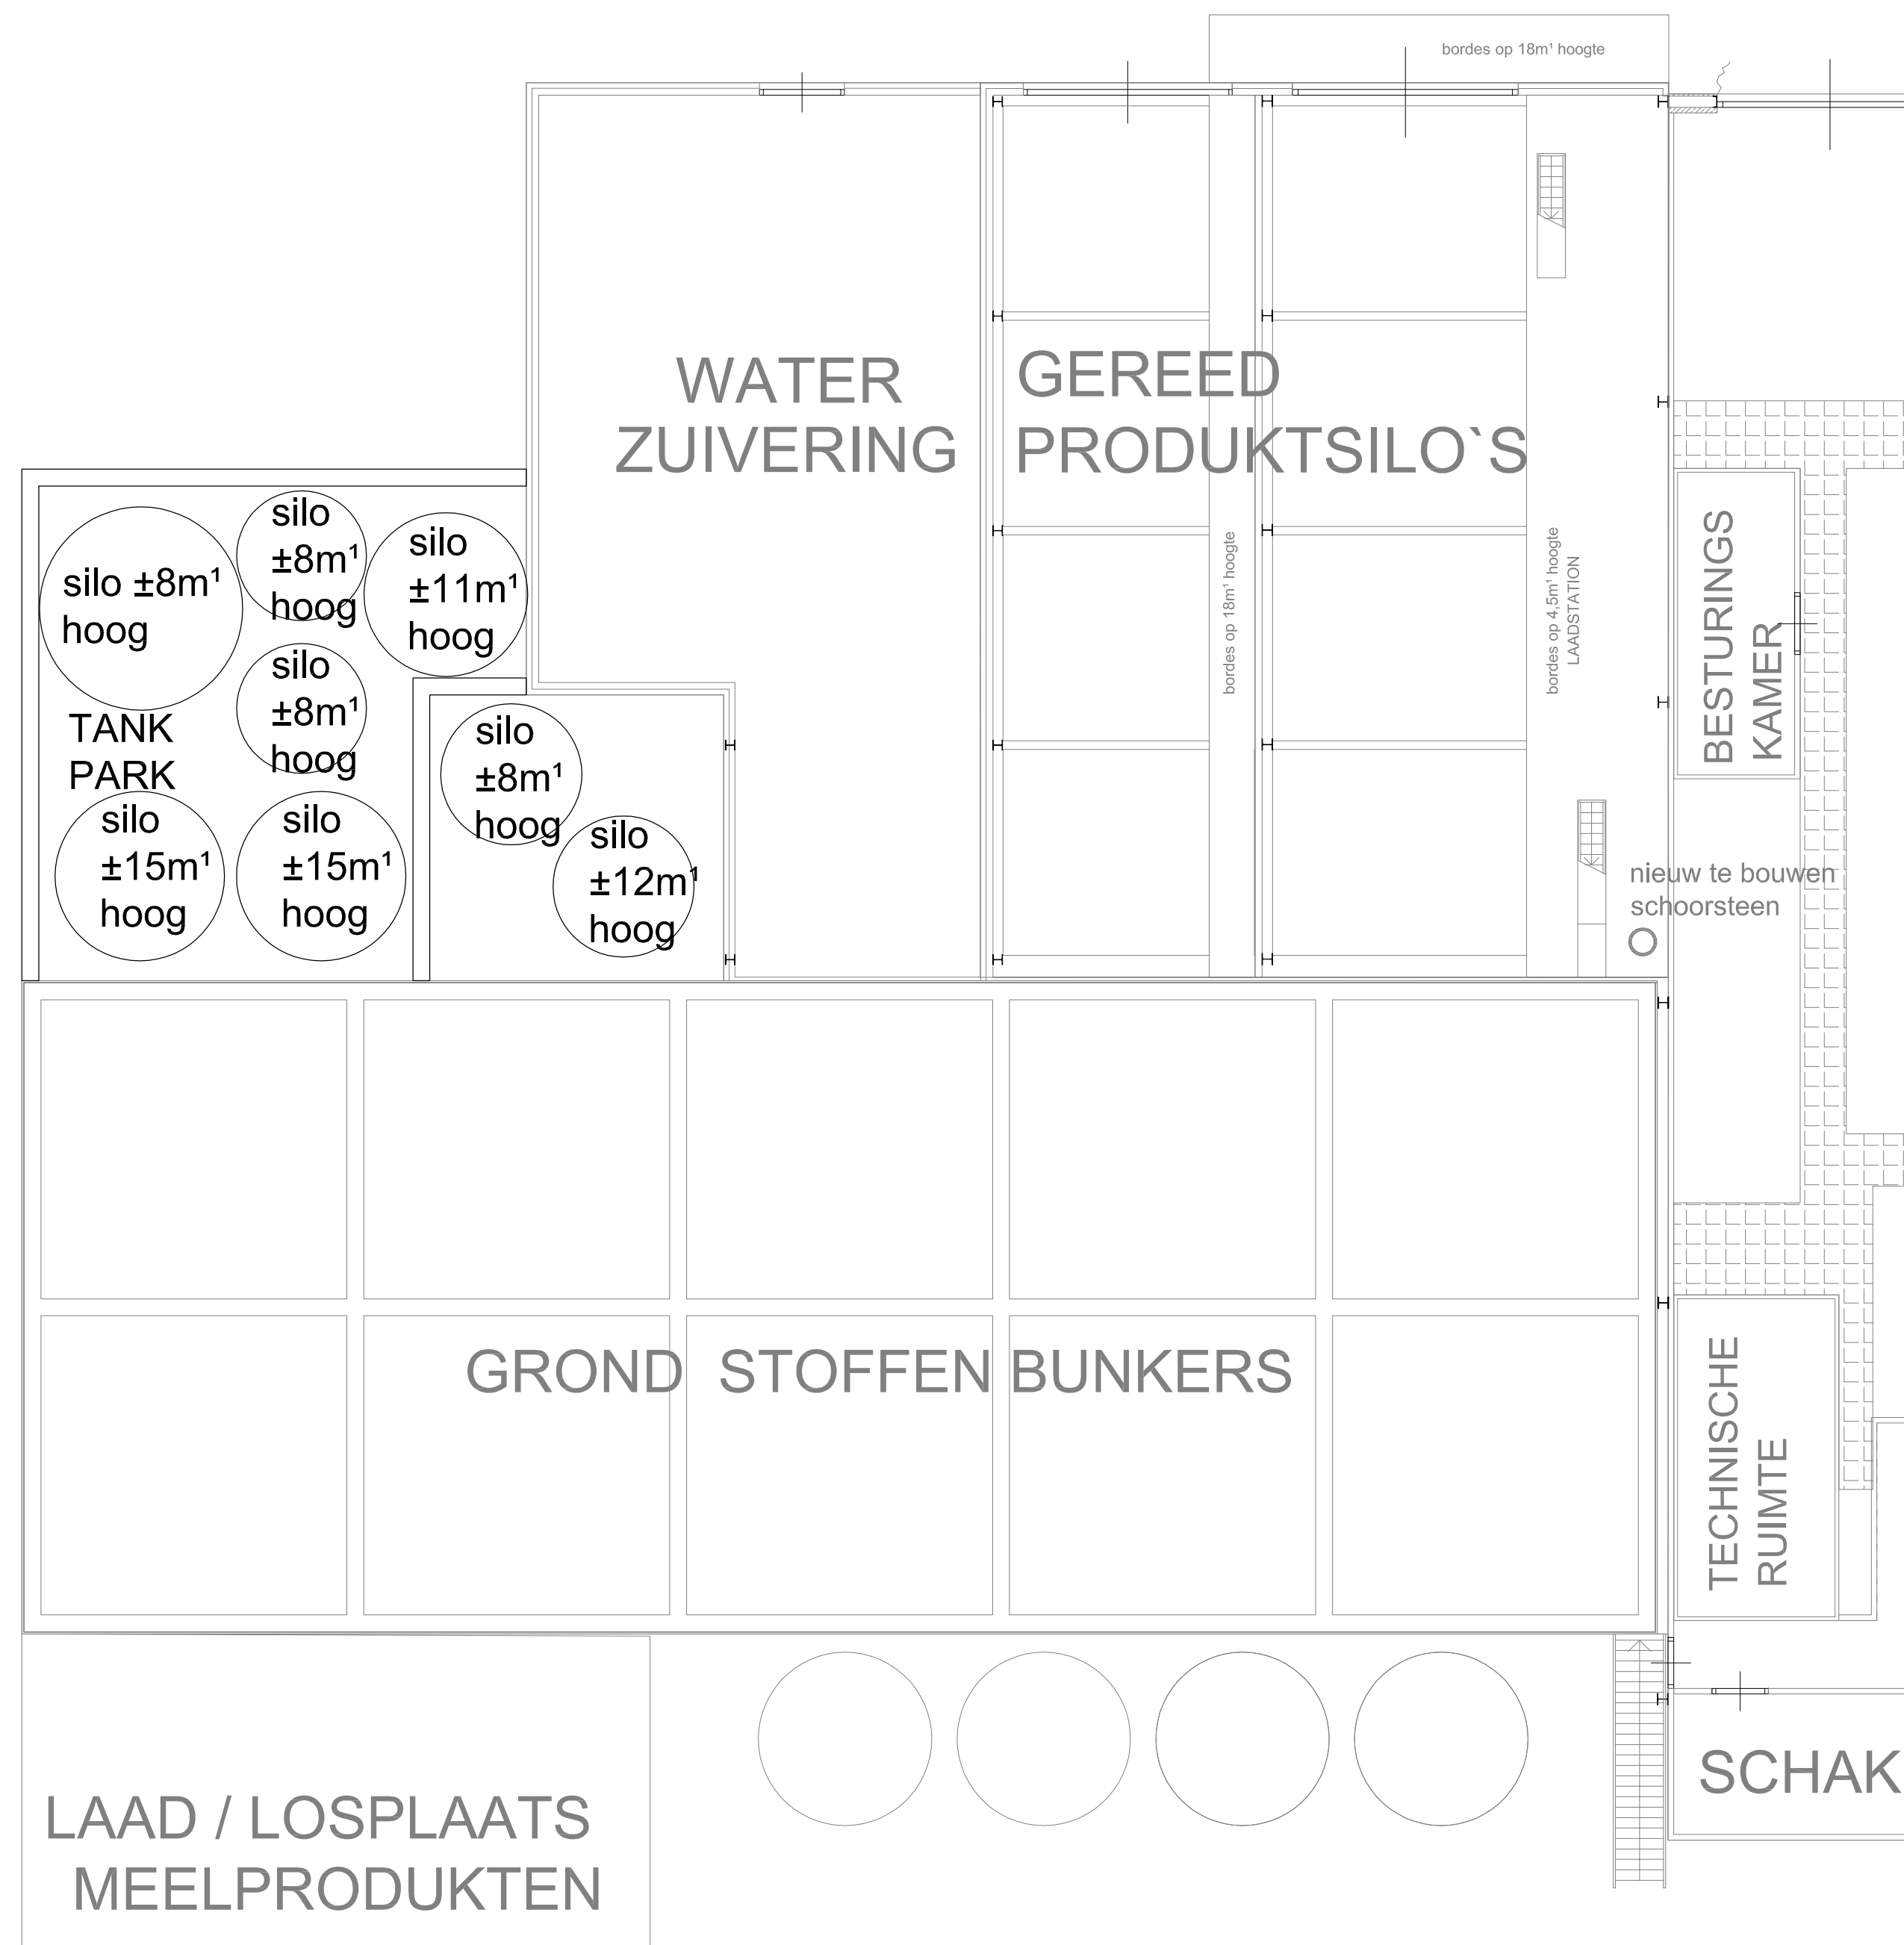 bordes op 18m¹ hoogte
WATER
ZUIVERING
GEREED
PRODUKTSILO`S
silo ±8m¹
hoog
silo
±8m¹
hoog
silo
±11m¹
hoog
silo
±8m¹
hoog
TANK
PARK
silo
±15m¹
hoog
silo
±15m¹
hoog
silo
±8m¹
hoog
silo
±12m¹
hoog
bordes op 18m¹ hoogte
bordes op 4,5m¹ hoogte
LAADSTATION
BESTURINGS
KAMER
nieuw te bouwen
schoorsteen
GROND STOFFEN BUNKERS
TECHNISCHE
RUIMTE
LAAD / LOSPLAATS
MEELPRODUKTEN
SCHAK